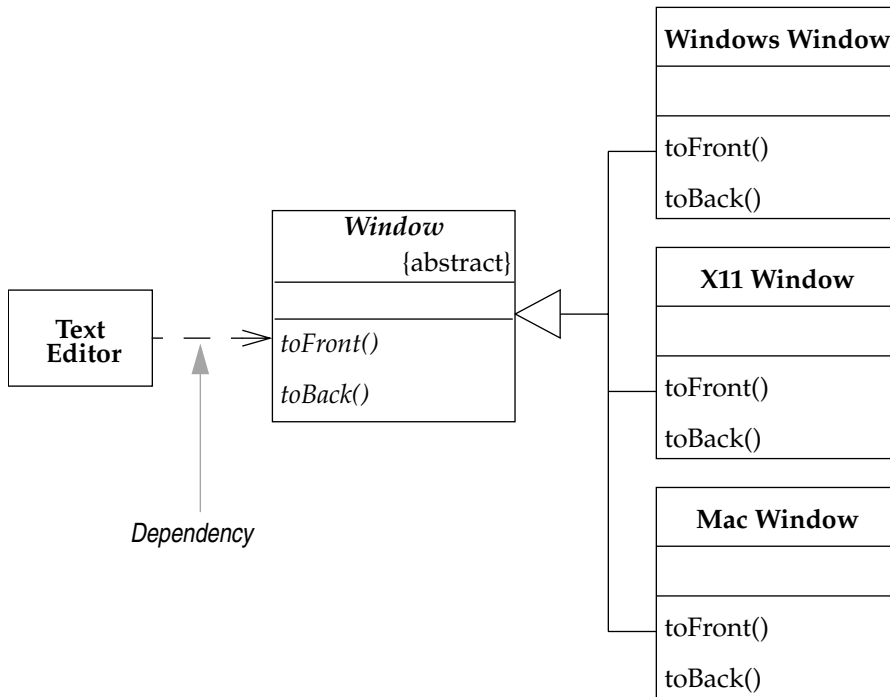 Text
Editor
Dependency
Window
{abstract}
toFront()
toBack()
Windows Window
toFront()
toBack()
X11 Window
toFront()
toBack()
Mac Window
toFront()
toBack()